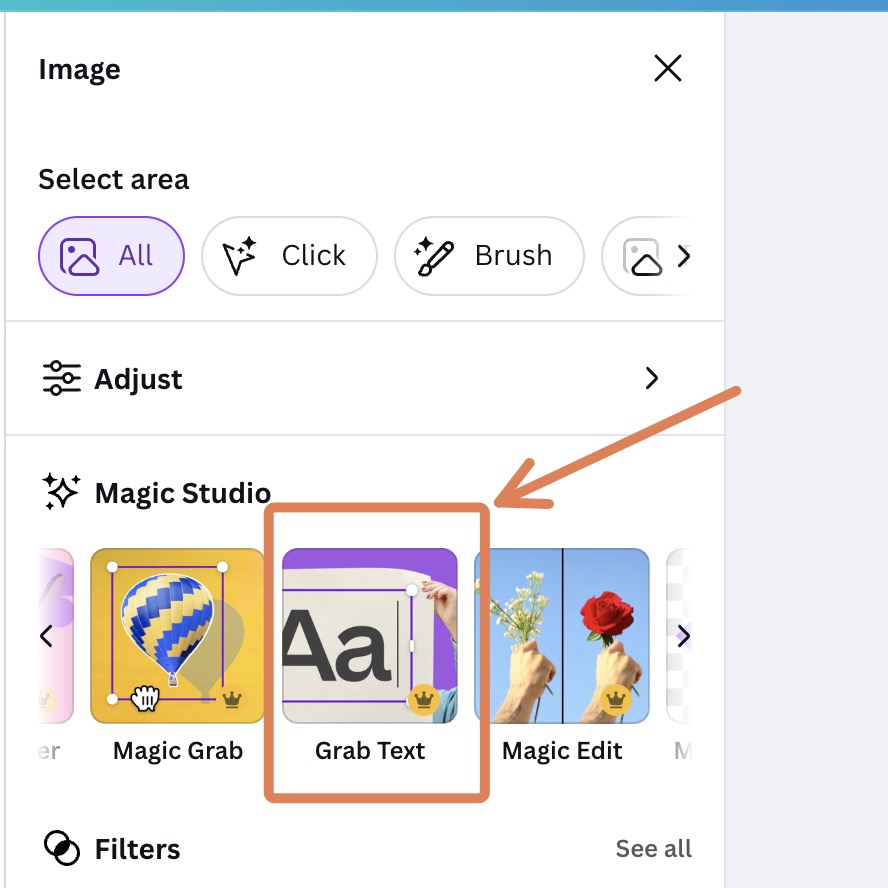 Image
Select area
All
Click
Brush
Adjust
Magic Studio
Aa
er
Magic Grab
Grab Text
Magic Edit
M
Filters
See all